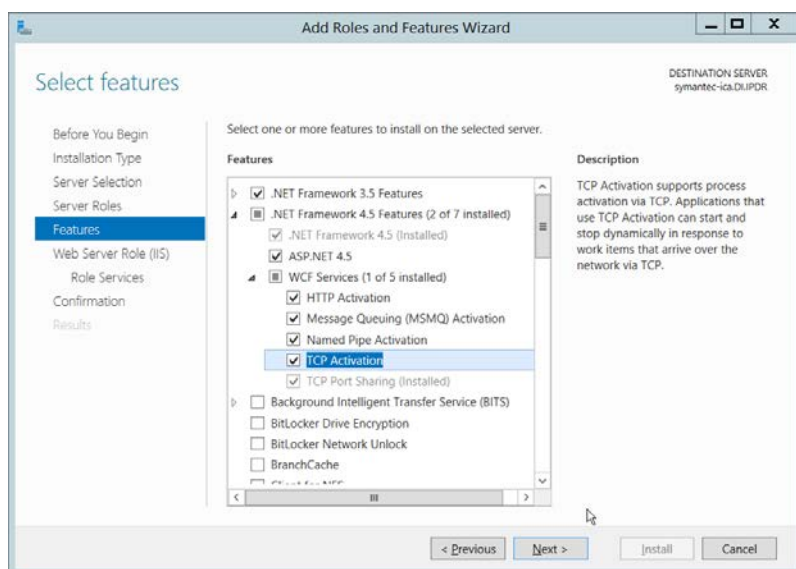 Add Roles and Features Wizard
Select features
DESTINATION SERVER
symantec-ica.DLIPDR
Before You Begin
Installation Type
Server Selection
Server Roles
Features
Web Server Role (IIS)
Role Services
Confirmation
Results
Select one or more features to install on the selected server.
Features
.NET Framework 3.5 Features
.NET Framework 4.5 Features (2 of 7 installed)
.NET Framework 4.5 (Installed)
ASP.NET 4.5
WCF Services (1 of 5 installed)
HTTP Activation
Message Queuing (MSMQ) Activation
Named Pipe Activation
TCP Activation
TCP Port Sharing (Installed)
Background Intelligent Transfer Service (BITS)
BitLocker Drive Encryption
BitLocker Network Unlock
BranchCache
Client for NFS
Description
TCP Activation supports process
activation via TCP. Applications that
use TCP Activation can start and
stop dynamically in response to
work items that arrive over the
network via TCP.
< Previous
Next >
Install
Cancel